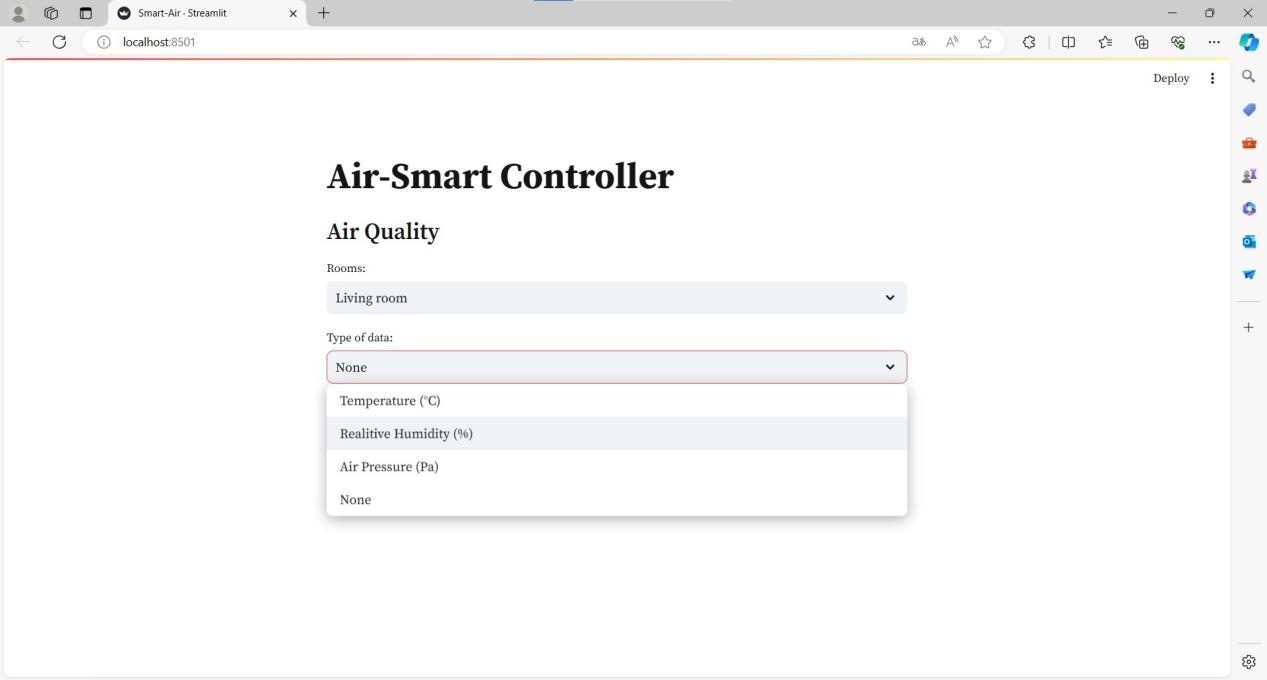 Smart-Air · Streamlit
localhost:8501
Deploy
Air-Smart Controller
Air Quality
Rooms:
Living room
Type of data:
None
Temperature (°C)
Realitive Humidity (%)
Air Pressure (Pa)
None